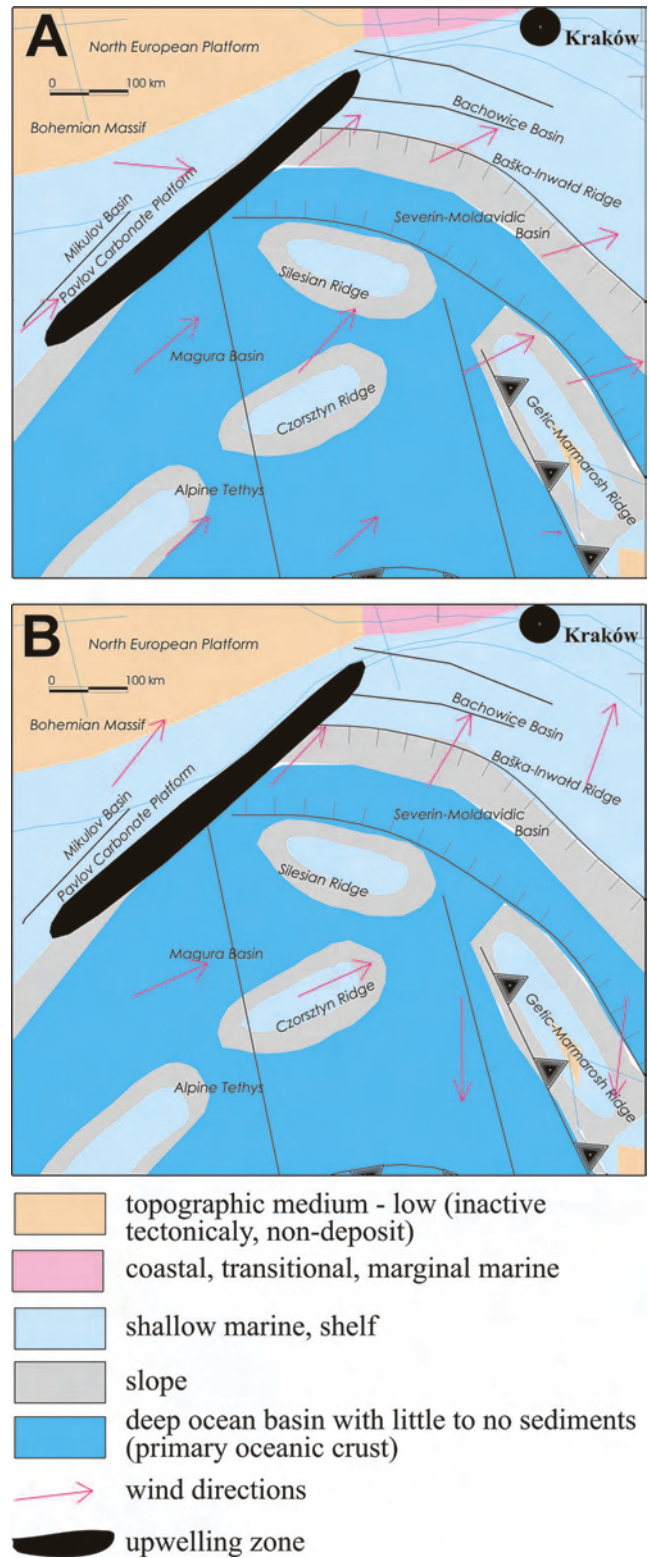 A
North European Platform
Kraków
0 100 km
Bohemian Massif
Bachowice Basin
Baška-Inwałd Ridge
Mikulov Basin
Pavlov Carbonate Platform
Severin-Moldavidic
Basin
Silesian Ridge
Magura Basin
Czorsztyn Ridge
Getic-Marmarosh Ridge
Alpine Tethys
B
North European Platform
Kraków
0 100 km
Bohemian Massif
Bachowice Basin
Baška-Inwałd Ridge
Mikulov Basin
Pavlov Carbonate Platform
Severin-Moldavidic
Basin
Silesian Ridge
Magura Basin
Czorsztyn Ridge
Getic-Marmarosh Ridge
Alpine Tethys
topographic medium - low (inactive
tectonicaly, non-deposit)
coastal, transitional, marginal marine
shallow marine, shelf
slope
deep ocean basin with little to no sediments
(primary oceanic crust)
wind directions
upwelling zone